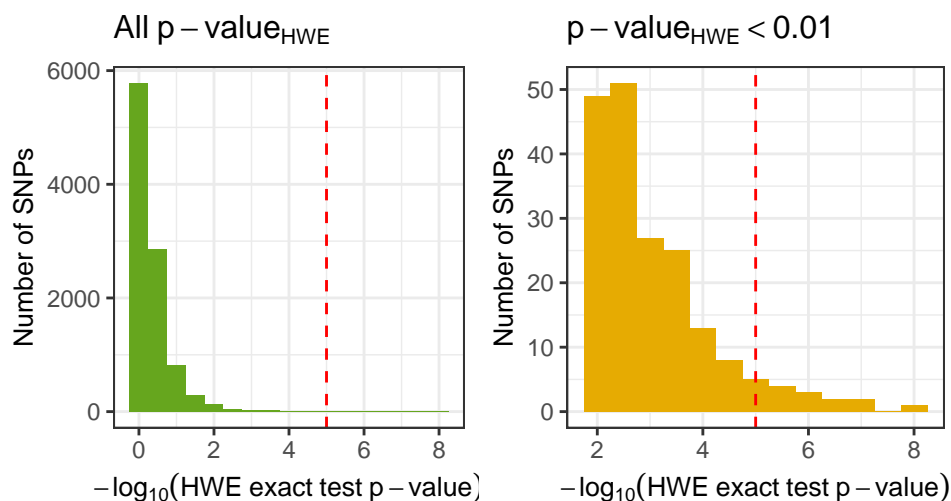 All p − valueHWE
Number of SNPs
6000
4000
2000
0
0 2 4 6 8
−log10(HWE exact test p − value)
p − valueHWE < 0.01
Number of SNPs
50
40
30
20
10
0
2 4 6 8
−log10(HWE exact test p − value)